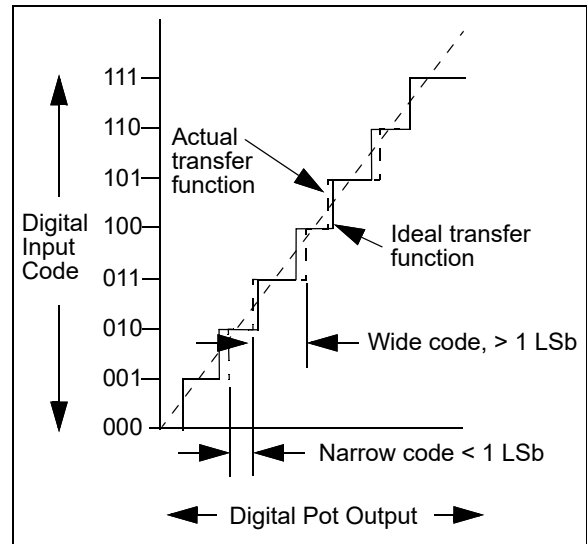 111
110
Actual
transfer
function
101
100
Digital
Input
Code
Ideal transfer
function
011
010
Wide code, > 1 LSb
001
000
Narrow code < 1 LSb
Digital Pot Output